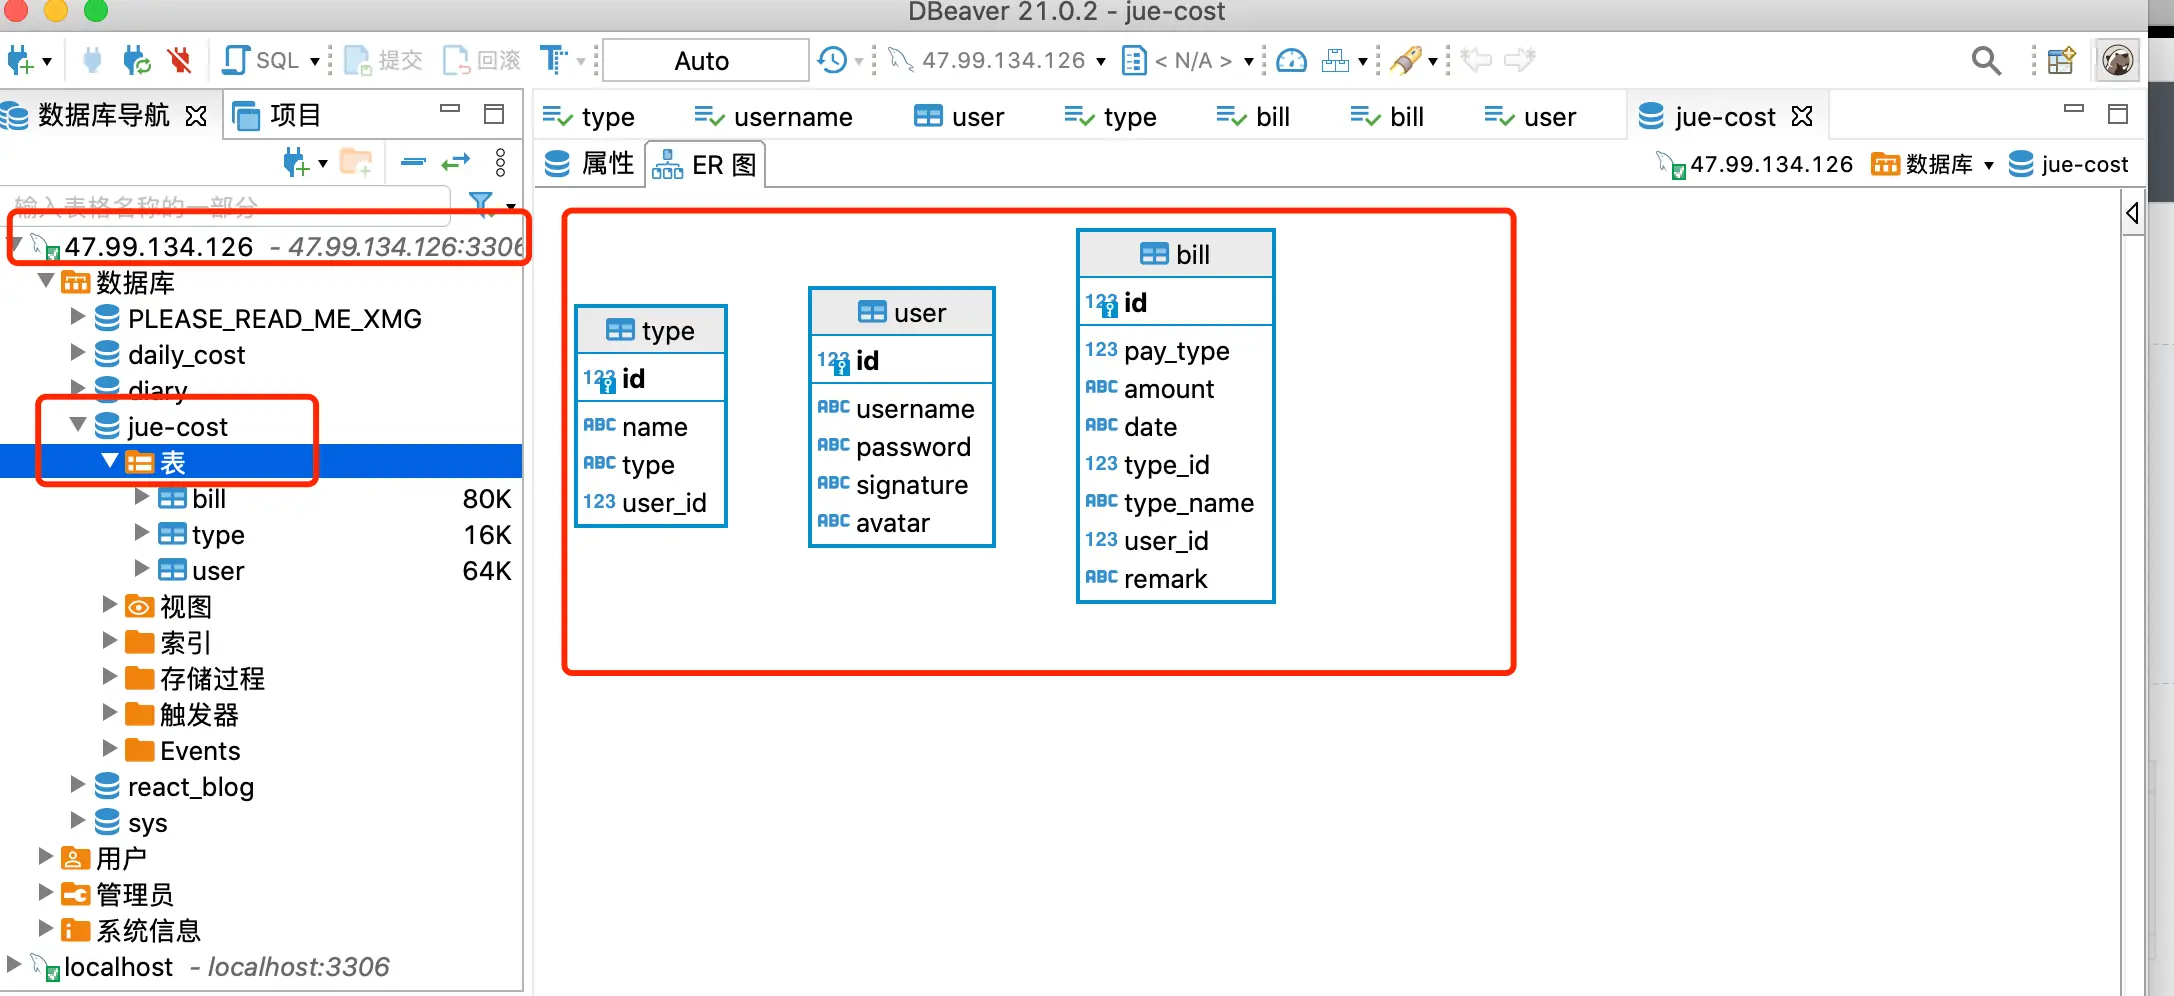 DBeaver 21.0.2 - jue-cost
SQL 提交 回滚 Auto 47.99.134.126 < N/A >
数据库导航 项目
type username user type bill bill user jue-cost
属性 ER 图 47.99.134.126 数据库 jue-cost
输入表格名称的一部分
47.99.134.126 - 47.99.134.126:3306
数据库
PLEASE_READ_ME_XMG
daily_cost
diary
jue-cost
表
bill 80K
type 16K
user 64K
视图
索引
存储过程
触发器
Events
react_blog
sys
用户
管理员
系统信息
localhost - localhost:3306
type
123 id
ABC name
ABC type
123 user_id
user
123 id
ABC username
ABC password
ABC signature
ABC avatar
bill
123 id
123 pay_type
ABC amount
ABC date
123 type_id
ABC type_name
123 user_id
ABC remark